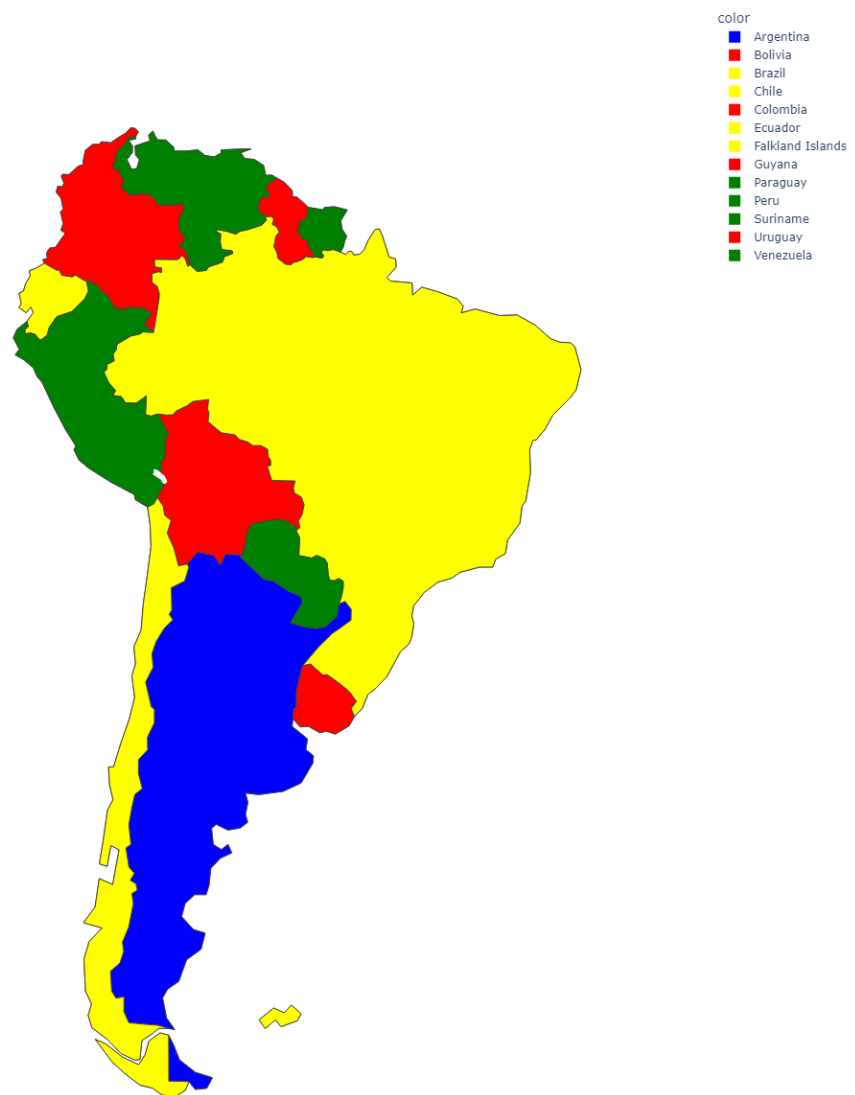 color
Argentina
Bolivia
Brazil
Chile
Colombia
Ecuador
Falkland Islands
Guyana
Paraguay
Peru
Suriname
Uruguay
Venezuela